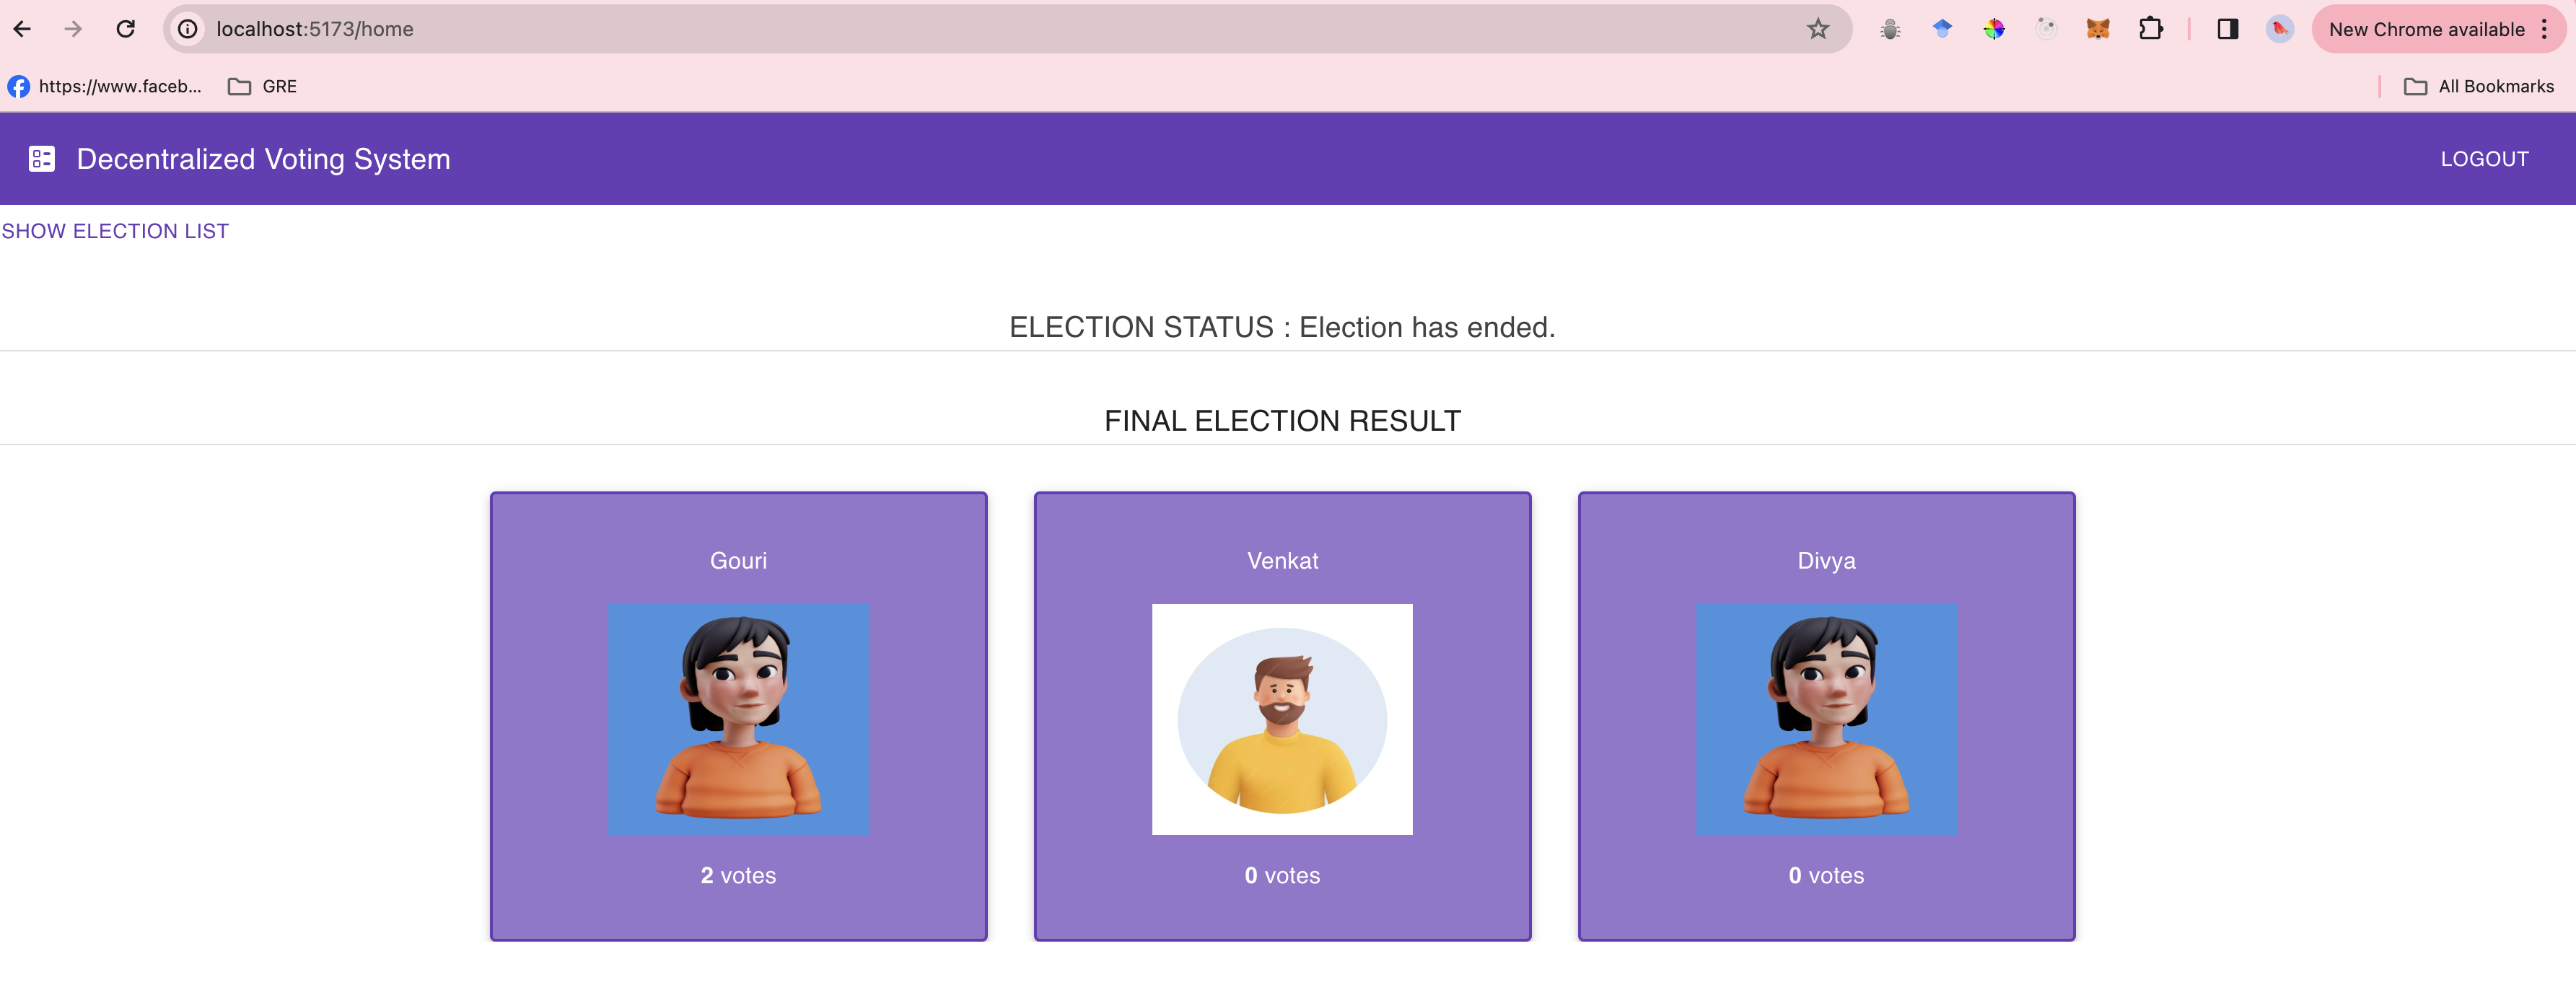 localhost:5173/home
New Chrome available
https://www.faceb...
GRE
All Bookmarks
Decentralized Voting System
LOGOUT
SHOW ELECTION LIST
ELECTION STATUS : Election has ended.
FINAL ELECTION RESULT
Gouri
Venkat
Divya
2 votes
0 votes
0 votes